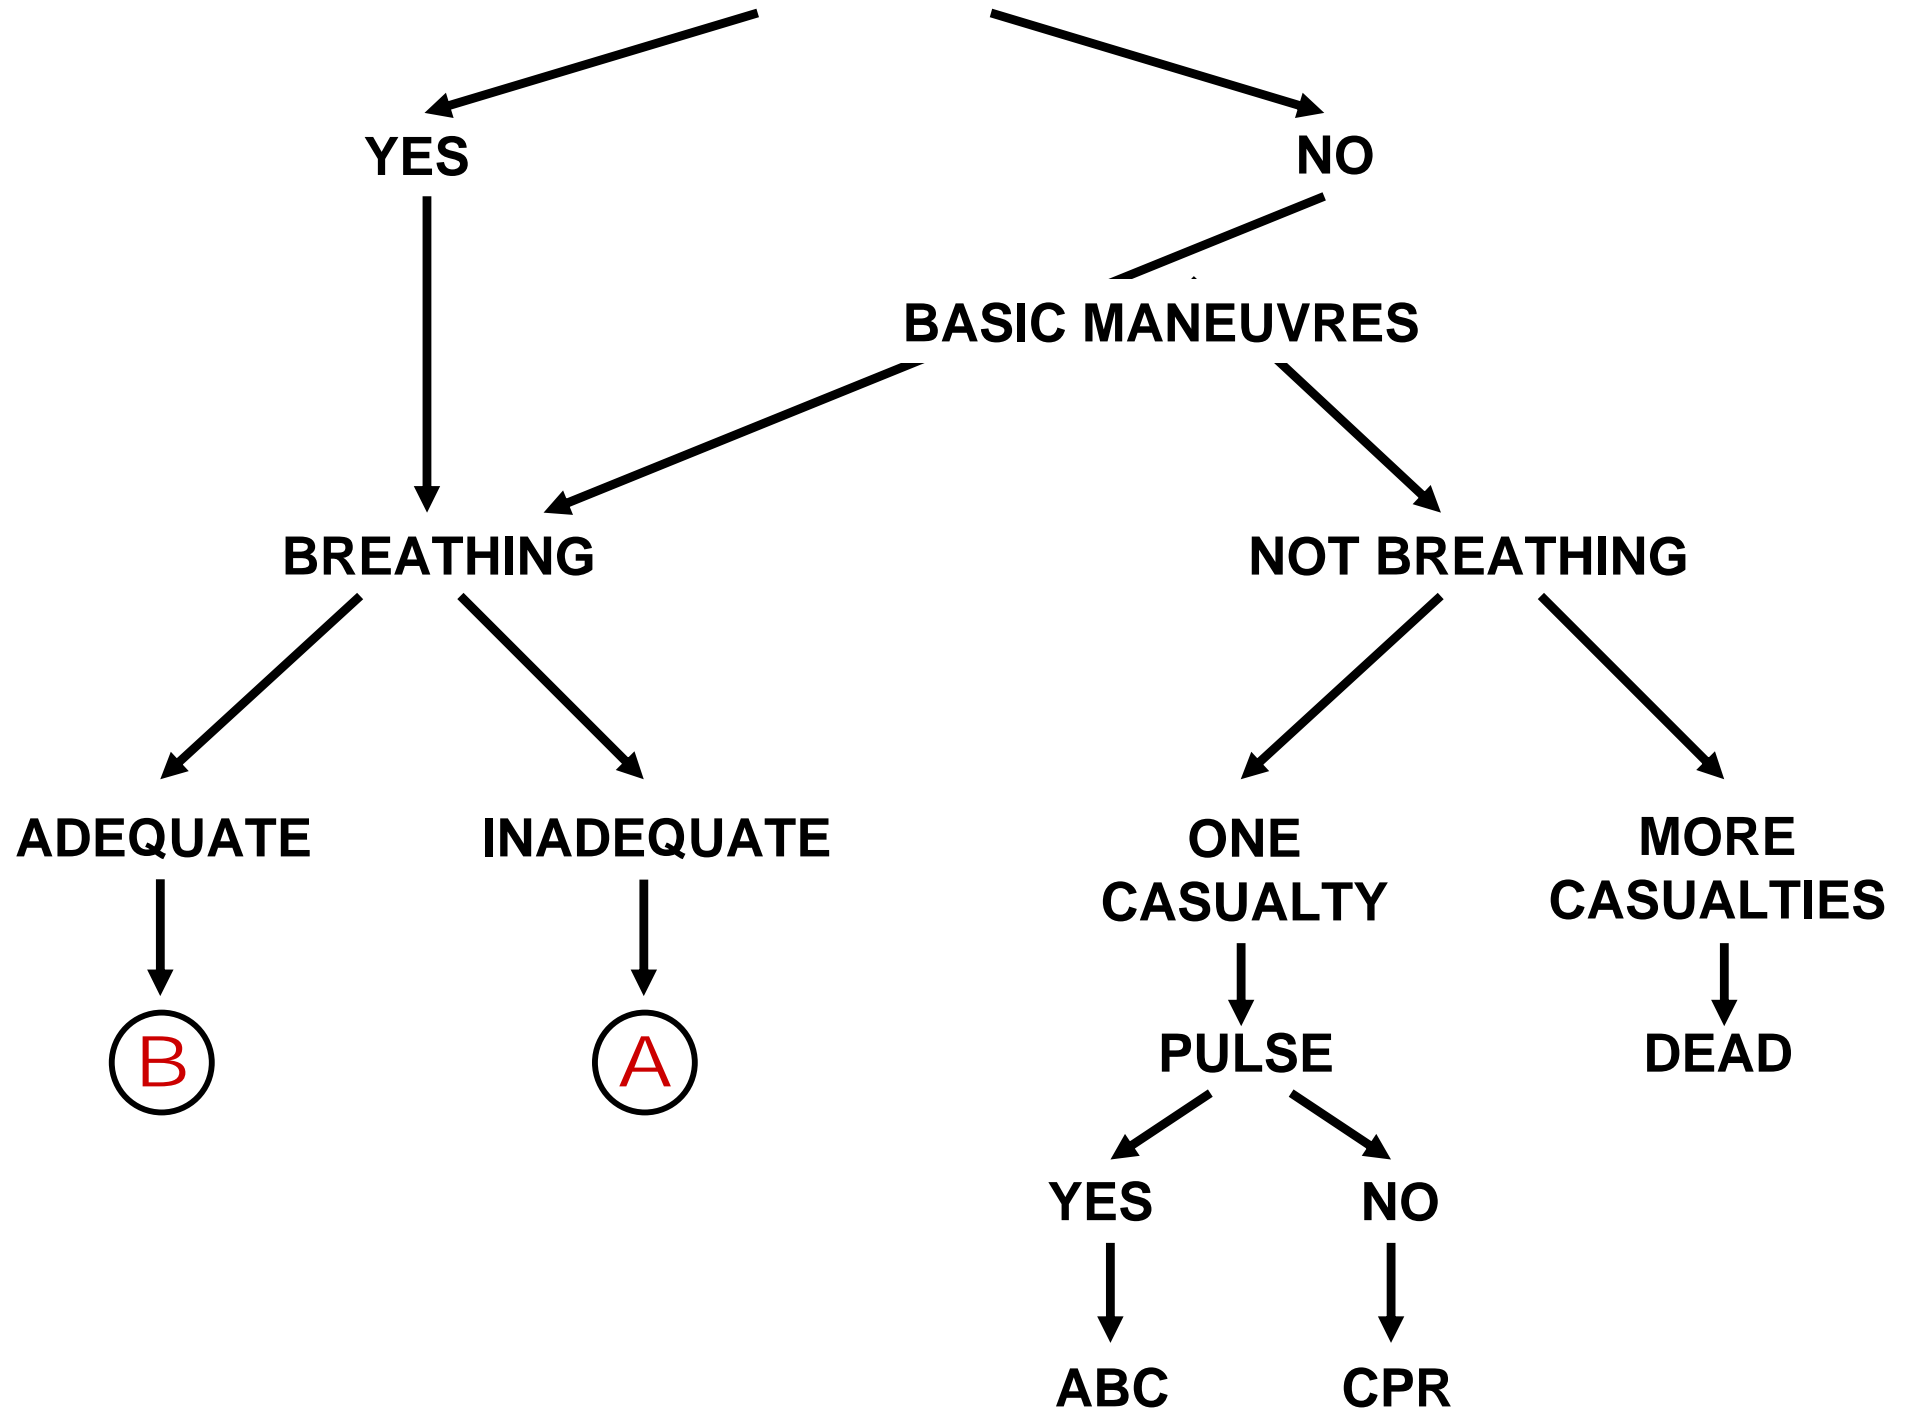 YES
NO
BASIC MANEUVRES
BREATHING
NOT BREATHING
ADEQUATE
INADEQUATE
ONE
CASUALTY
MORE
CASUALTIES
B
A
PULSE
DEAD
YES
NO
ABC
CPR